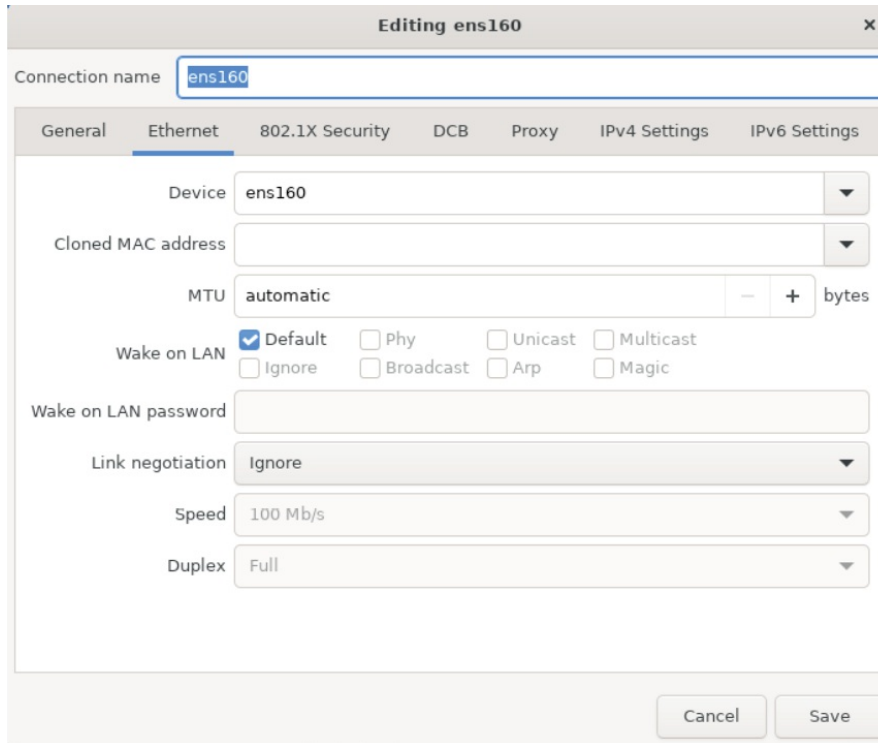 Editing ens160
Connection name ens160
General Ethernet 802.1X Security DCB Proxy IPv4 Settings IPv6 Settings
Device ens160
Cloned MAC address
MTU automatic bytes
Wake on LAN
Default Phy Unicast Multicast
Ignore Broadcast Arp Magic
Wake on LAN password
Link negotiation Ignore
Speed 100 Mb/s
Duplex Full
Cancel Save